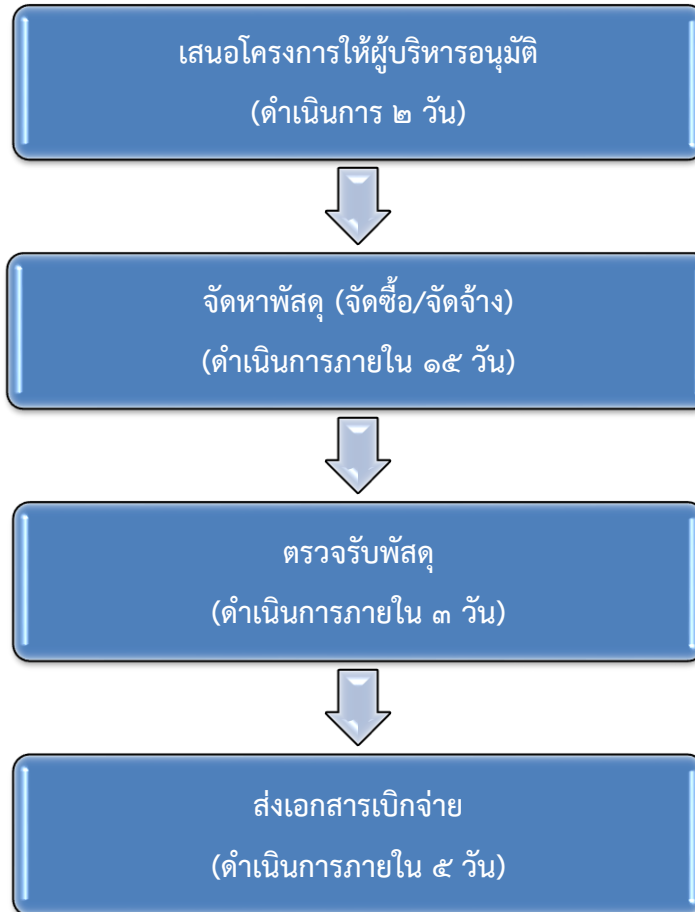 เสนอโครงการให้ผู้บริหารอนุมัติ
(ดำเนินการ ๒ วัน)
จัดหาพัสดุ (จัดซื้อ/จัดจ้าง)
(ดำเนินการภายใน ๑๕ วัน)
ตรวจรับพัสดุ
(ดำเนินการภายใน ๓ วัน)
ส่งเอกสารเบิกจ่าย
(ดำเนินการภายใน ๕ วัน)